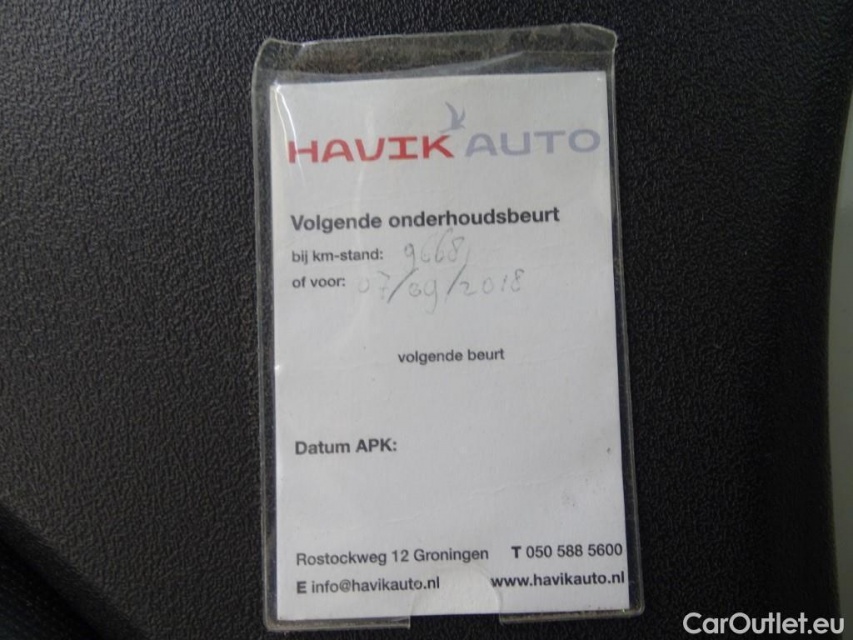 HAVIK AUTO
Volgende onderhoudsbeurt
bij km-stand:
of voor: 07/09/2018
volgende beurt
Datum APK:
Rostockweg 12 Groningen T 050 588 5600
E info@havikauto.nl www.havikauto.nl
CarOutlet.eu